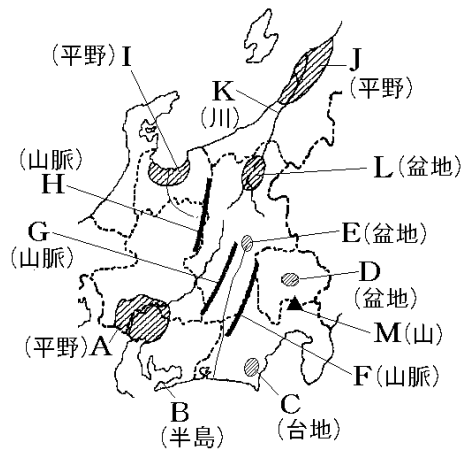 (平野) I
J
(平野)
K
(川)
(山脈)
H
L (盆地)
G
(山脈)
E (盆地)
D
(盆地)
M (山)
(平野) A
F (山脈)
B
(半島)
C
(台地)